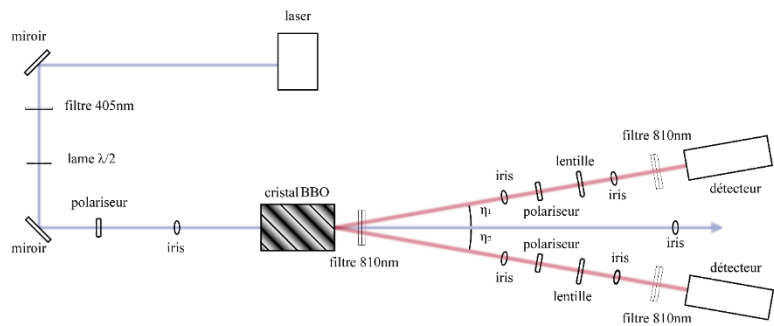 laser
miroir
filtre 405nm
lame λ/2
polariseur
miroir
iris
cristal BBO
filtre 810nm
η₁
η₂
iris
polariseur
lentille
iris
filtre 810nm
détecteur
iris
iris
polariseur
lentille
iris
filtre 810nm
détecteur